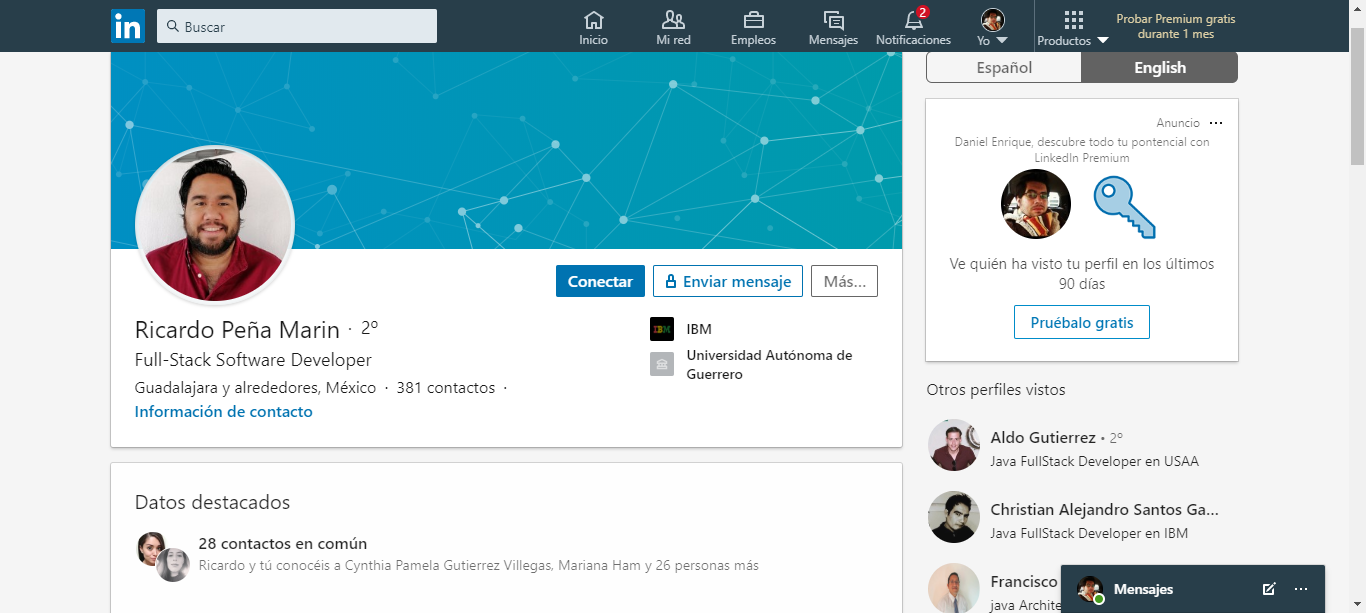 in
Buscar
Inicio
Mi red
Empleos
Mensajes
2
Notificaciones
Yo
Productos
Probar Premium gratis
durante 1 mes
Español
English
Anuncio ···
Daniel Enrique, descubre todo tu pontencial con
LinkedIn Premium
Ve quién ha visto tu perfil en los últimos
90 días
Pruébalo gratis
Conectar
Enviar mensaje
Más...
Ricardo Peña Marin · 2º
Full-Stack Software Developer
Guadalajara y alrededores, México · 381 contactos ·
Información de contacto
IBM
IBM
Universidad Autónoma de
Guerrero
Datos destacados
28 contactos en común
Ricardo y tú conocéis a Cynthia Pamela Gutierrez Villegas, Mariana Ham y 26 personas más
Otros perfiles vistos
Aldo Gutierrez • 2º
Java FullStack Developer en USAA
Christian Alejandro Santos Ga...
Java FullStack Developer en IBM
Francisco
java Archite
Mensajes
···